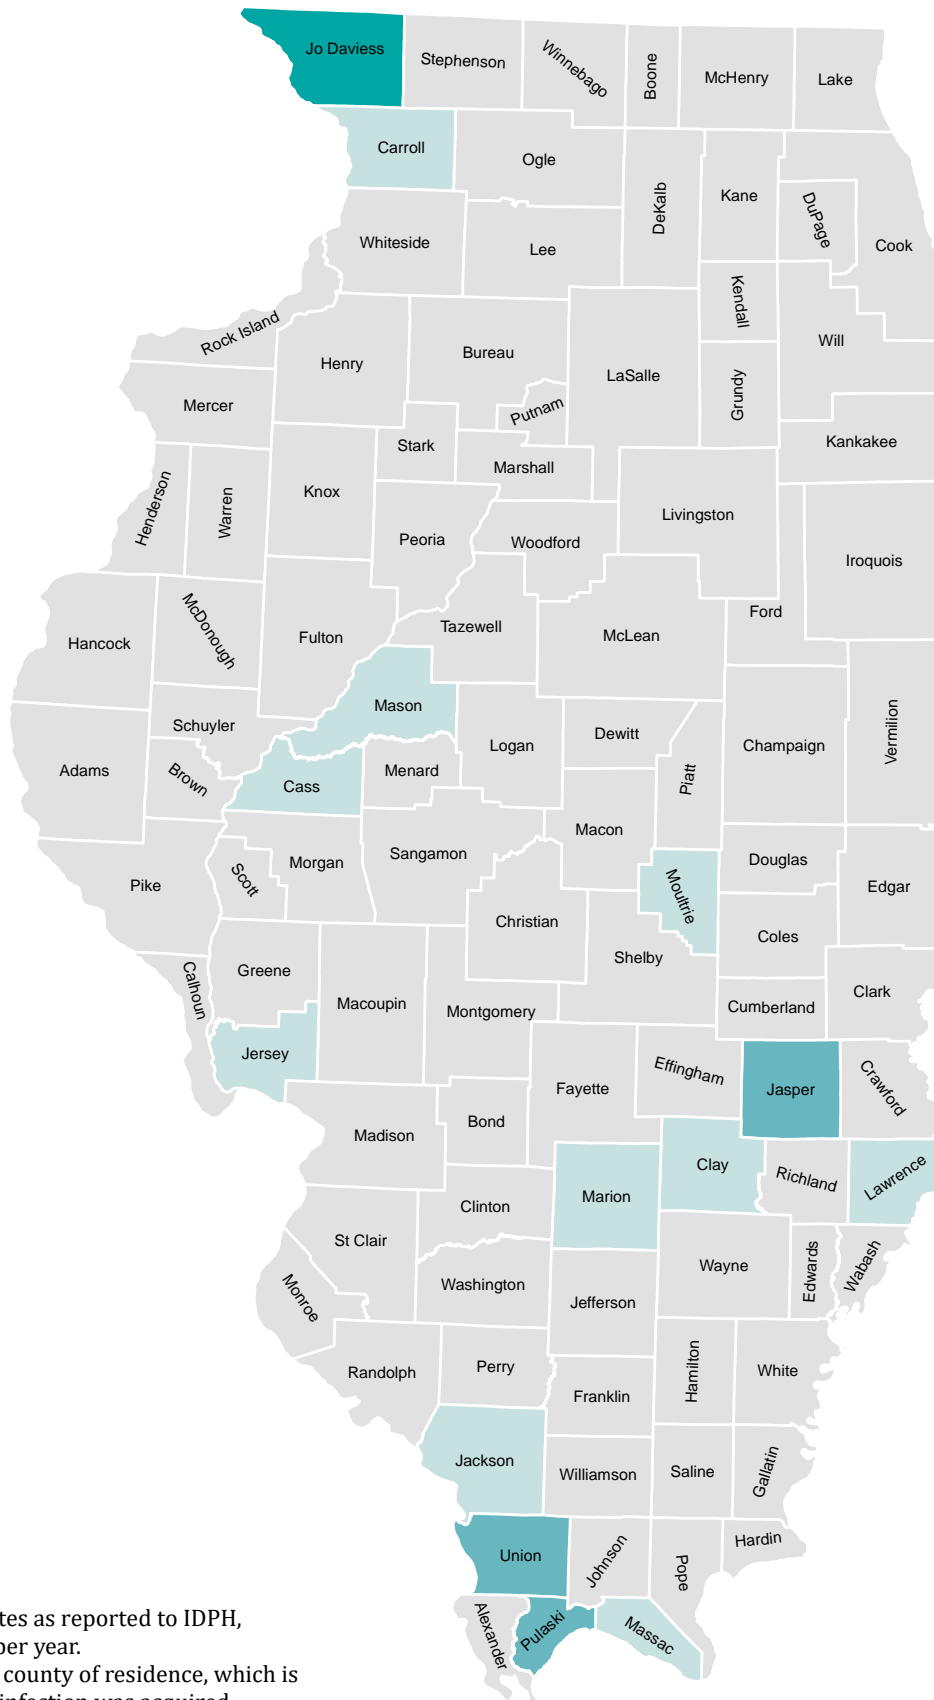 Jo Daviess
Stephenson
Winnebago
Boone
McHenry
Lake
Carroll
Ogle
DeKalb
Kane
DuPage
Cook
Whiteside
Lee
Kendall
Rock Island
Henry
Bureau
LaSalle
Will
Grundy
Mercer
Putnam
Stark
Marshall
Kankakee
Henderson
Warren
Knox
Peoria
Woodford
Livingston
Iroquois
Hancock
McDonough
Fulton
Tazewell
McLean
Ford
Schuyler
Mason
Logan
Dewitt
Piatt
Champaign
Vermilion
Adams
Brown
Cass
Menard
Macon
Pike
Scott
Morgan
Sangamon
Moultrie
Douglas
Edgar
Christian
Shelby
Coles
Calhoun
Greene
Macoupin
Montgomery
Cumberland
Clark
Jersey
Fayette
Effingham
Jasper
Crawford
Madison
Bond
Clay
Richland
Lawrence
Marion
Clinton
St Clair
Monroe
Washington
Jefferson
Wayne
Edwards
Wabash
Randolph
Perry
Franklin
Hamilton
White
Jackson
Williamson
Saline
Gallatin
Union
Johnson
Pope
Hardin
Alexander
Pulaski
Massac
tes as reported to IDPH,
per year.
county of residence, which is
infection was acquired